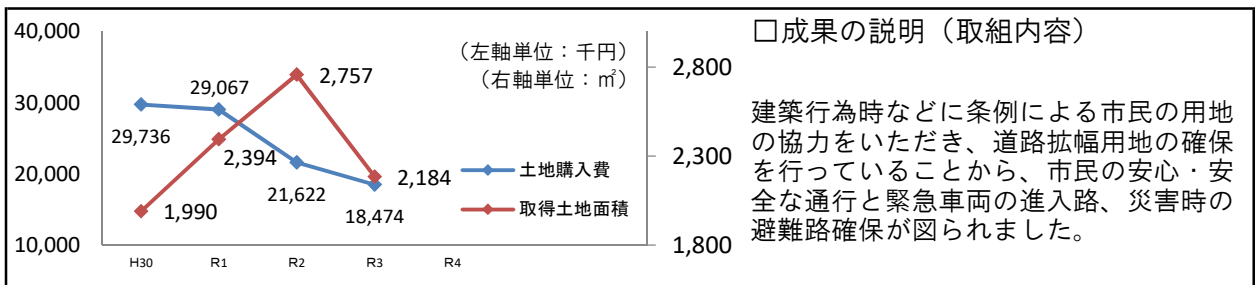 40,000
30,000
20,000
10,000
（左軸単位：千円）
（右軸単位：㎡）
2,800
2,300
1,800
29,736
29,067
21,622
18,474
1,990
2,394
2,757
2,184
土地購入費
取得土地面積
H30 R1 R2 R3 R4
□成果の説明（取組内容）
建築行為時などに条例による市民の用地
の協力をいただき、道路拡幅用地の確保
を行っていることから、市民の安心・安
全な通行と緊急車両の進入路、災害時の
避難路確保が図られました。